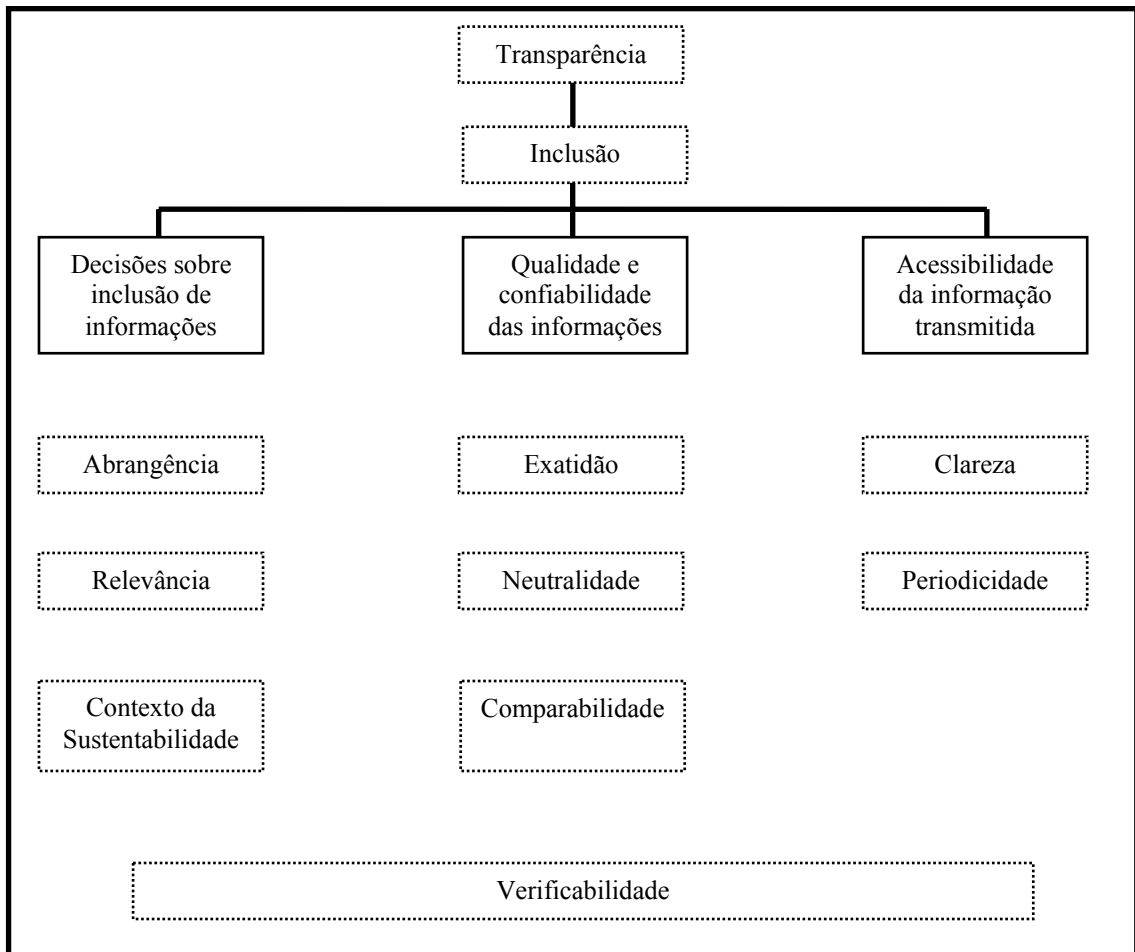 Transparência
Inclusão
Decisões sobre
inclusão de
informações
Qualidade e
confiabilidade
das informações
Acessibilidade
da informação
transmitida
Abrangência
Exatidão
Clareza
Relevância
Neutralidade
Periodicidade
Contexto da
Sustentabilidade
Comparabilidade
Verificabilidade